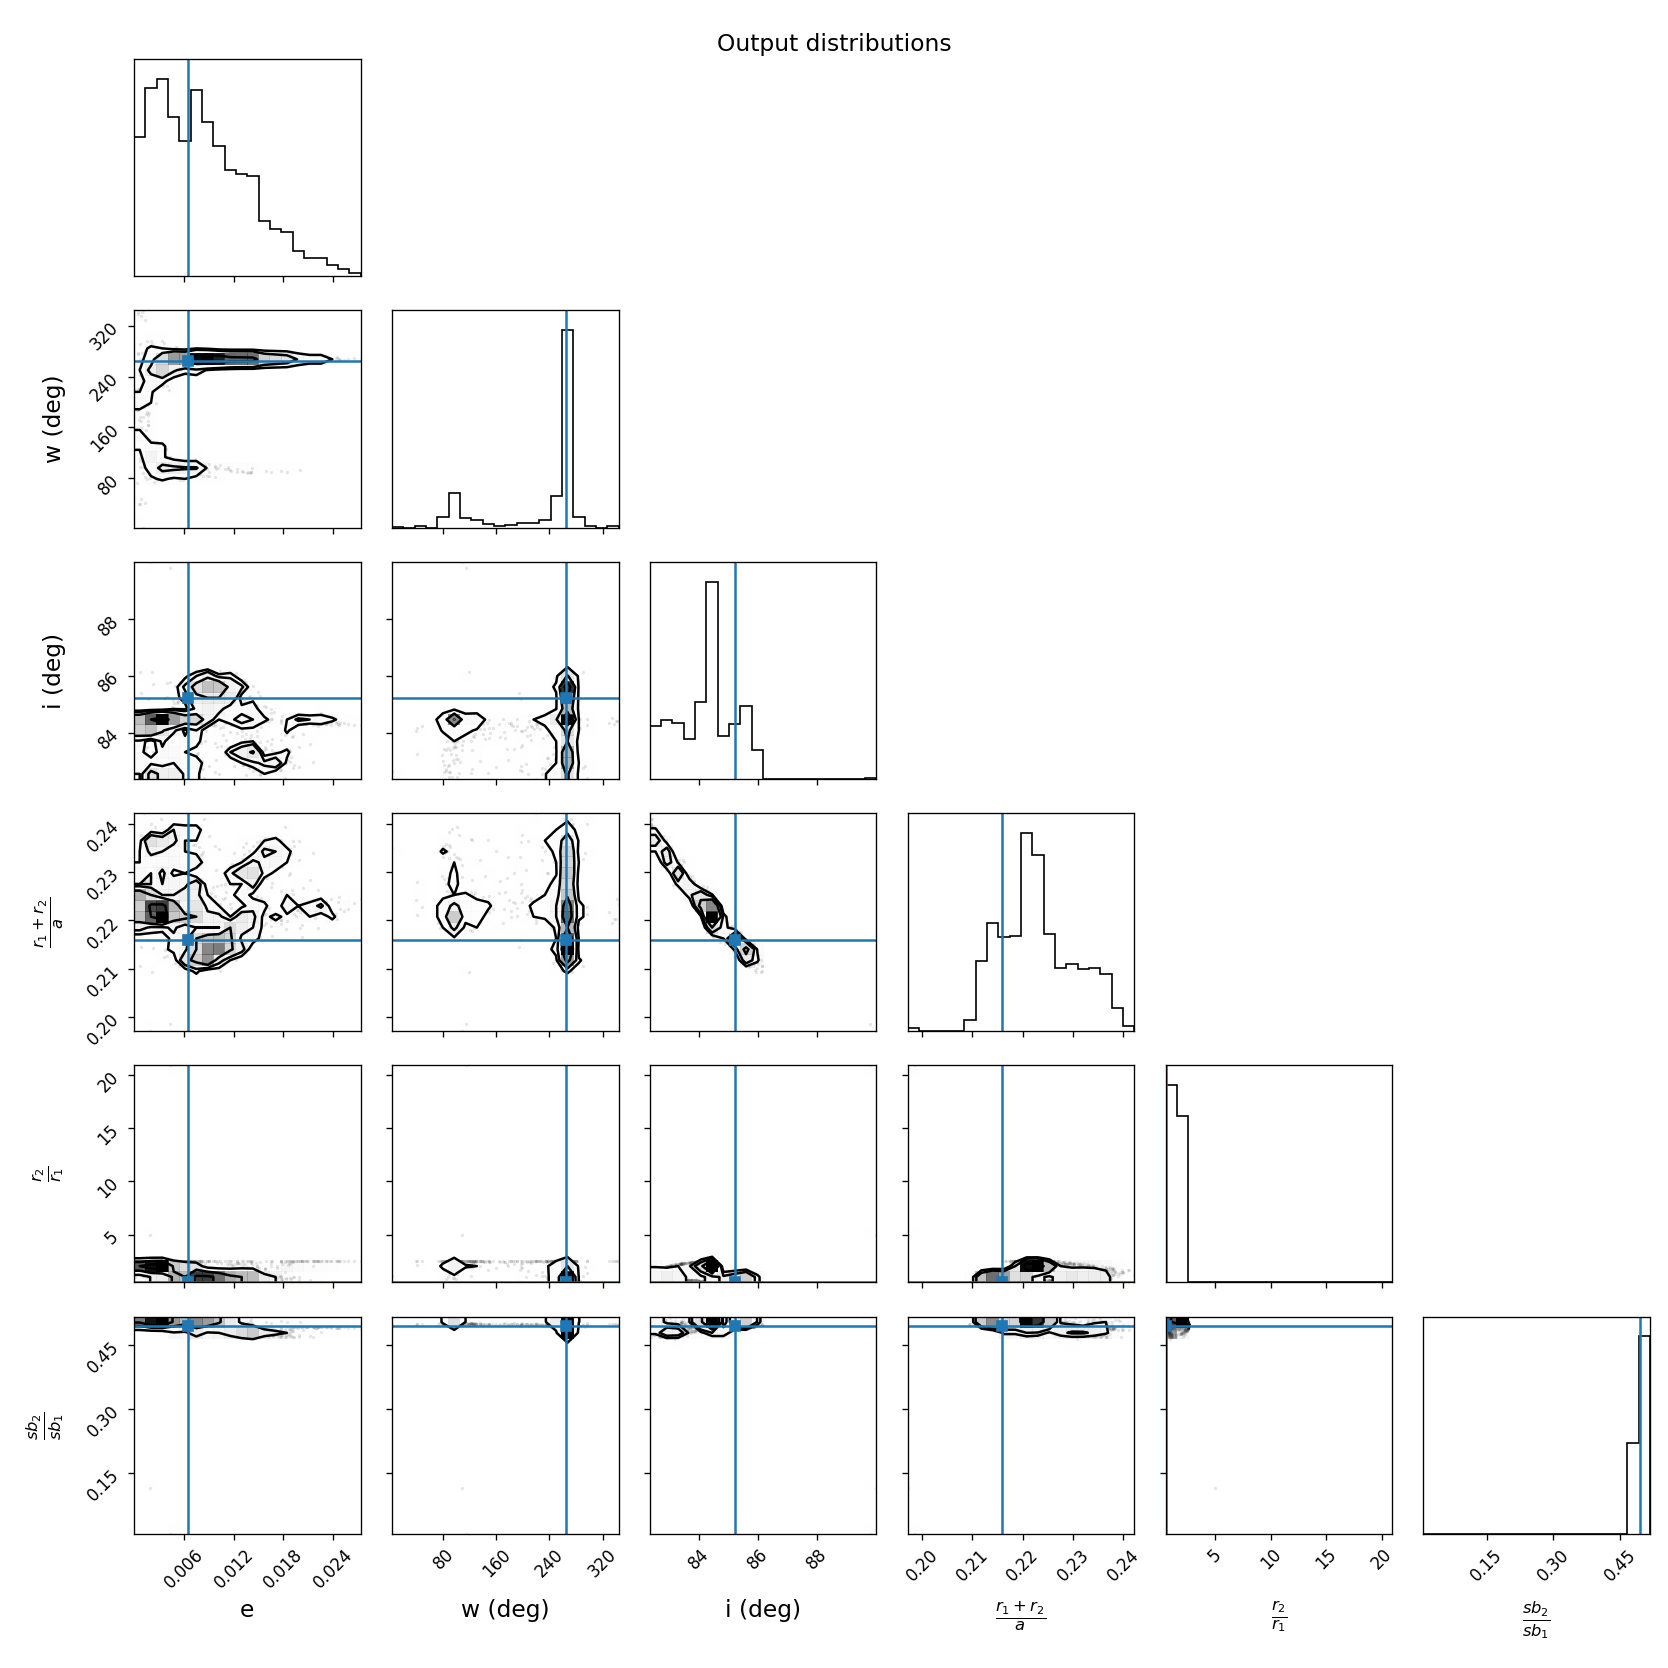 Output distributions
w (deg)
320
240
160
80
i (deg)
88
86
84
r₁ + r₂
a
0.24
0.23
0.22
0.21
0.20
r₂
r₁
20
15
10
5
sb₂
sb₁
0.45
0.30
0.15
0.006 0.012 0.018 0.024 80 160 240 320 84 86 88 0.20 0.21 0.22 0.23 0.24 5 10 15 20 0.15 0.30 0.45
e w (deg) i (deg) r₁ + r₂ / a r₂ / r₁ sb₂ / sb₁